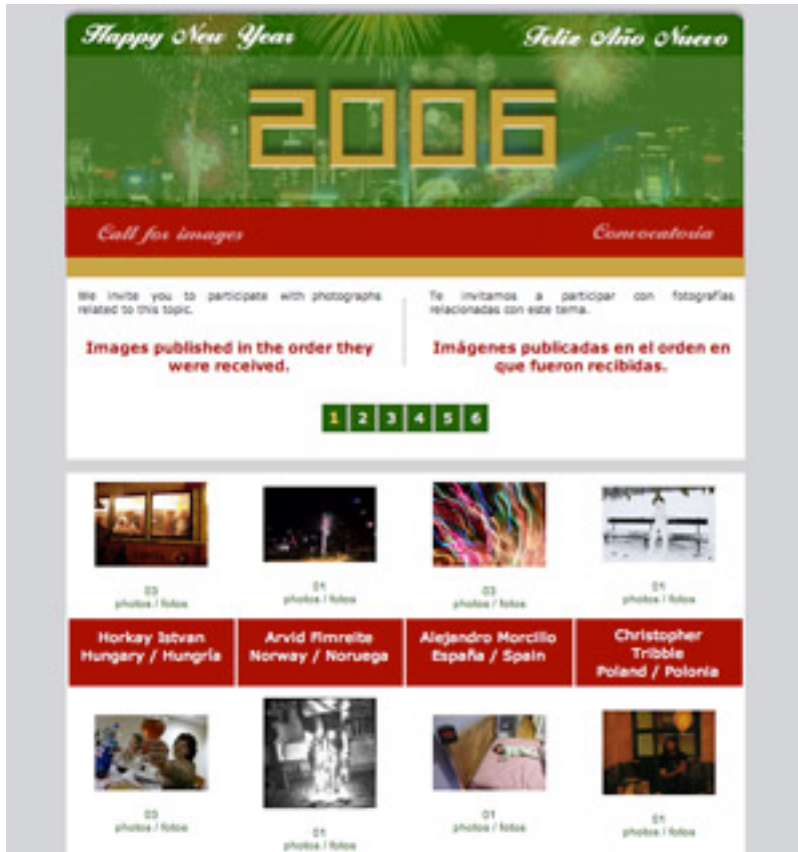 Happy New Year
Feliz Año Nuevo
2006
Call for images
Convocatoria
We invite you to participate with photographs
related to this topic.
Te invitamos a participar con fotografías
relacionadas con este tema.
Images published in the order they
were received.
Imágenes publicadas en el orden en
que fueron recibidas.
1 2 3 4 5 6
03
photos / fotos
01
photos / fotos
03
photos / fotos
01
photos / fotos
Horkay Istvan
Hungary / Hungría
Arvid Fimreite
Norway / Noruega
Alejandro Morcillo
España / Spain
Christopher
Tribble
Poland / Polonia
03
photos / fotos
01
photos / fotos
01
photos / fotos
01
photos / fotos